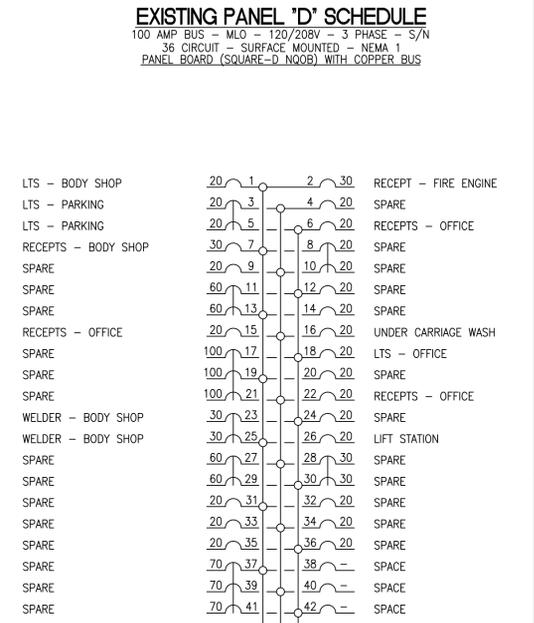 EXISTING PANEL "D" SCHEDULE
100 AMP BUS – MLO – 120/208V – 3 PHASE – S/N
36 CIRCUIT – SURFACE MOUNTED – NEMA 1
PANEL BOARD (SQUARE-D NQOB) WITH COPPER BUS
LTS – BODY SHOP 20 1 2 30 RECEPT – FIRE ENGINE
LTS – PARKING 20 3 4 20 SPARE
LTS – PARKING 20 5 6 20 RECEPTS – OFFICE
RECEPTS – BODY SHOP 30 7 8 20 SPARE
SPARE 20 9 10 20 SPARE
SPARE 60 11 12 20 SPARE
SPARE 60 13 14 20 SPARE
RECEPTS – OFFICE 20 15 16 20 UNDER CARRIAGE WASH
SPARE 100 17 18 20 LTS – OFFICE
SPARE 100 19 20 20 SPARE
SPARE 100 21 22 20 RECEPTS – OFFICE
WELDER – BODY SHOP 30 23 24 20 SPARE
WELDER – BODY SHOP 30 25 26 20 LIFT STATION
SPARE 60 27 28 30 SPARE
SPARE 60 29 30 30 SPARE
SPARE 20 31 32 20 SPARE
SPARE 20 33 34 20 SPARE
SPARE 20 35 36 20 SPARE
SPARE 70 37 38 – SPACE
SPARE 70 39 40 – SPACE
SPARE 70 41 42 – SPACE